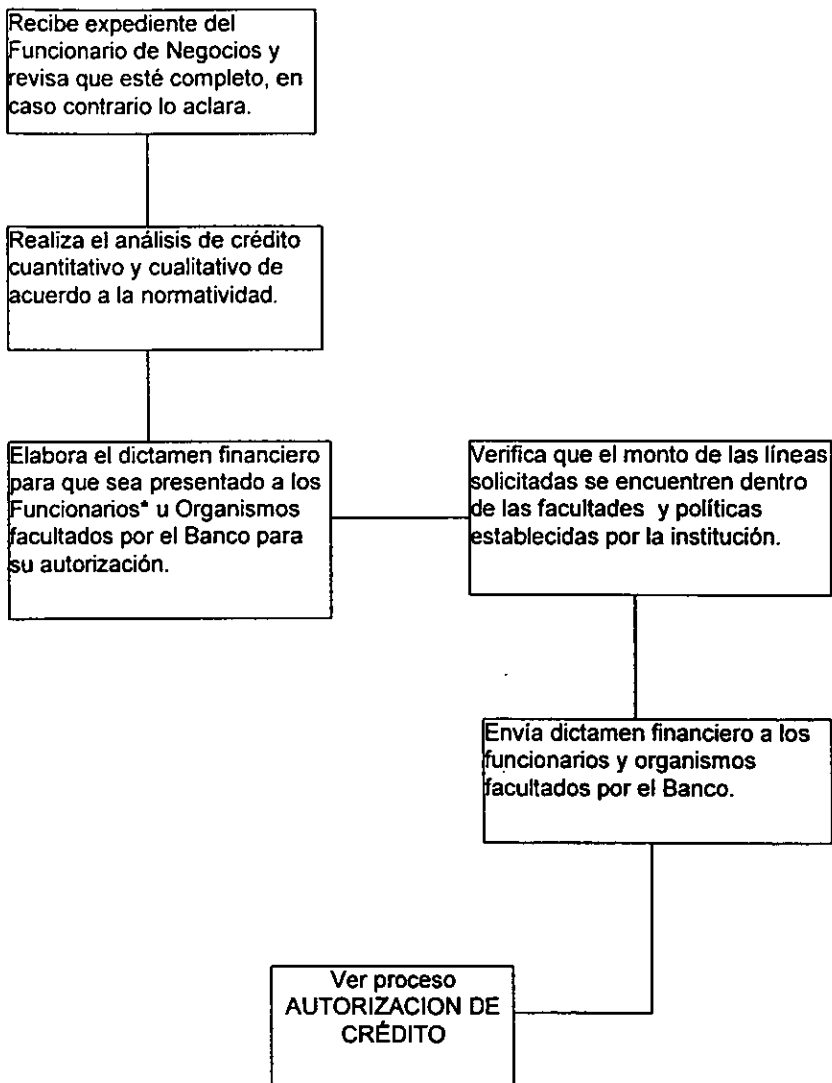 Recibe expediente del
Funcionario de Negocios y
revisa que esté completo, en
caso contrario lo aclara.
Realiza el análisis de crédito
cuantitativo y cualitativo de
acuerdo a la normatividad.
Elabora el dictamen financiero
para que sea presentado a los
Funcionarios* u Organismos
facultados por el Banco para
su autorización.
Verifica que el monto de las líneas
solicitadas se encuentren dentro
de las facultades y políticas
establecidas por la institución.
Envía dictamen financiero a los
funcionarios y organismos
facultados por el Banco.
Ver proceso
AUTORIZACION DE
CRÉDITO